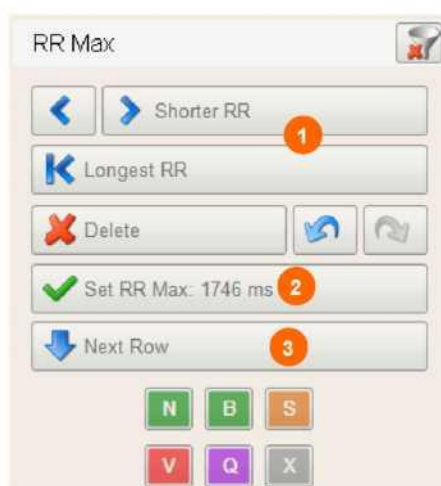 RR Max
Shorter RR
1
Longest RR
Delete
Set RR Max: 1746 ms 2
Next Row 3
N B S
V Q X